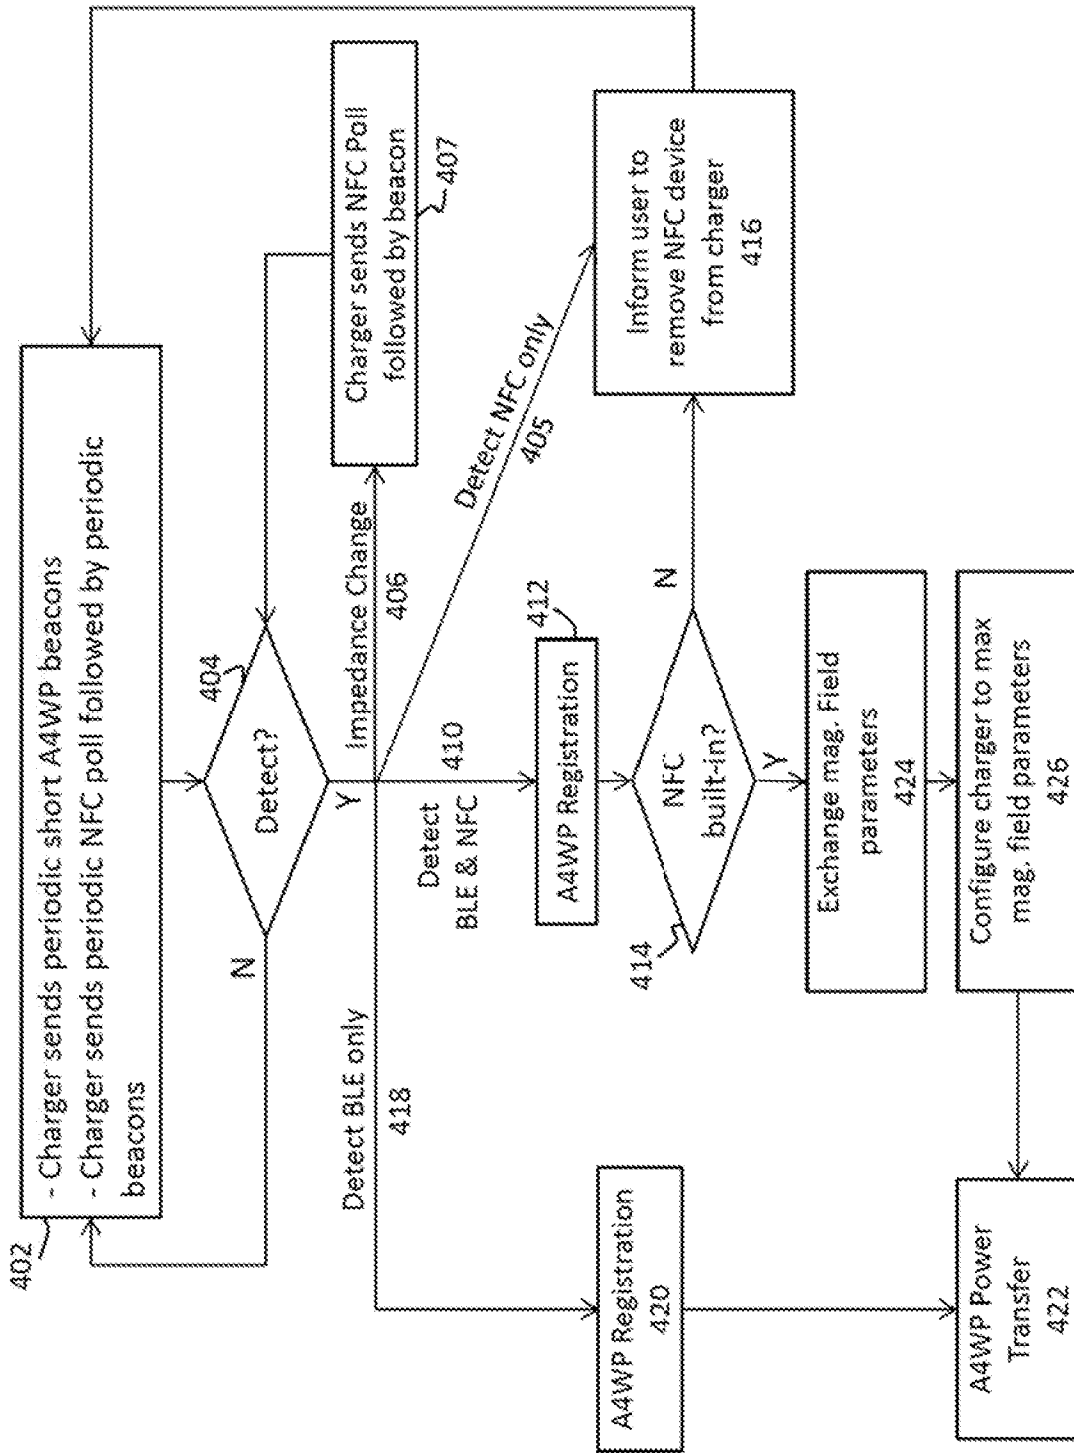 - Charger sends periodic short A4WP beacons
- Charger sends periodic NFC poll followed by periodic
beacons
402
404
Detect?
N
Y
Impedance Change
406
Charger sends NFC Poll
followed by beacon
407
Detect BLE only
418
Detect
BLE & NFC
410
Detect NFC only
405
A4WP Registration
420
A4WP Registration
412
NFC
built-in?
414
N
Y
Inform user to
remove NFC device
from charger
416
Exchange mag. Field
parameters
424
Configure charger to max
mag. field parameters
426
A4WP Power
Transfer
422